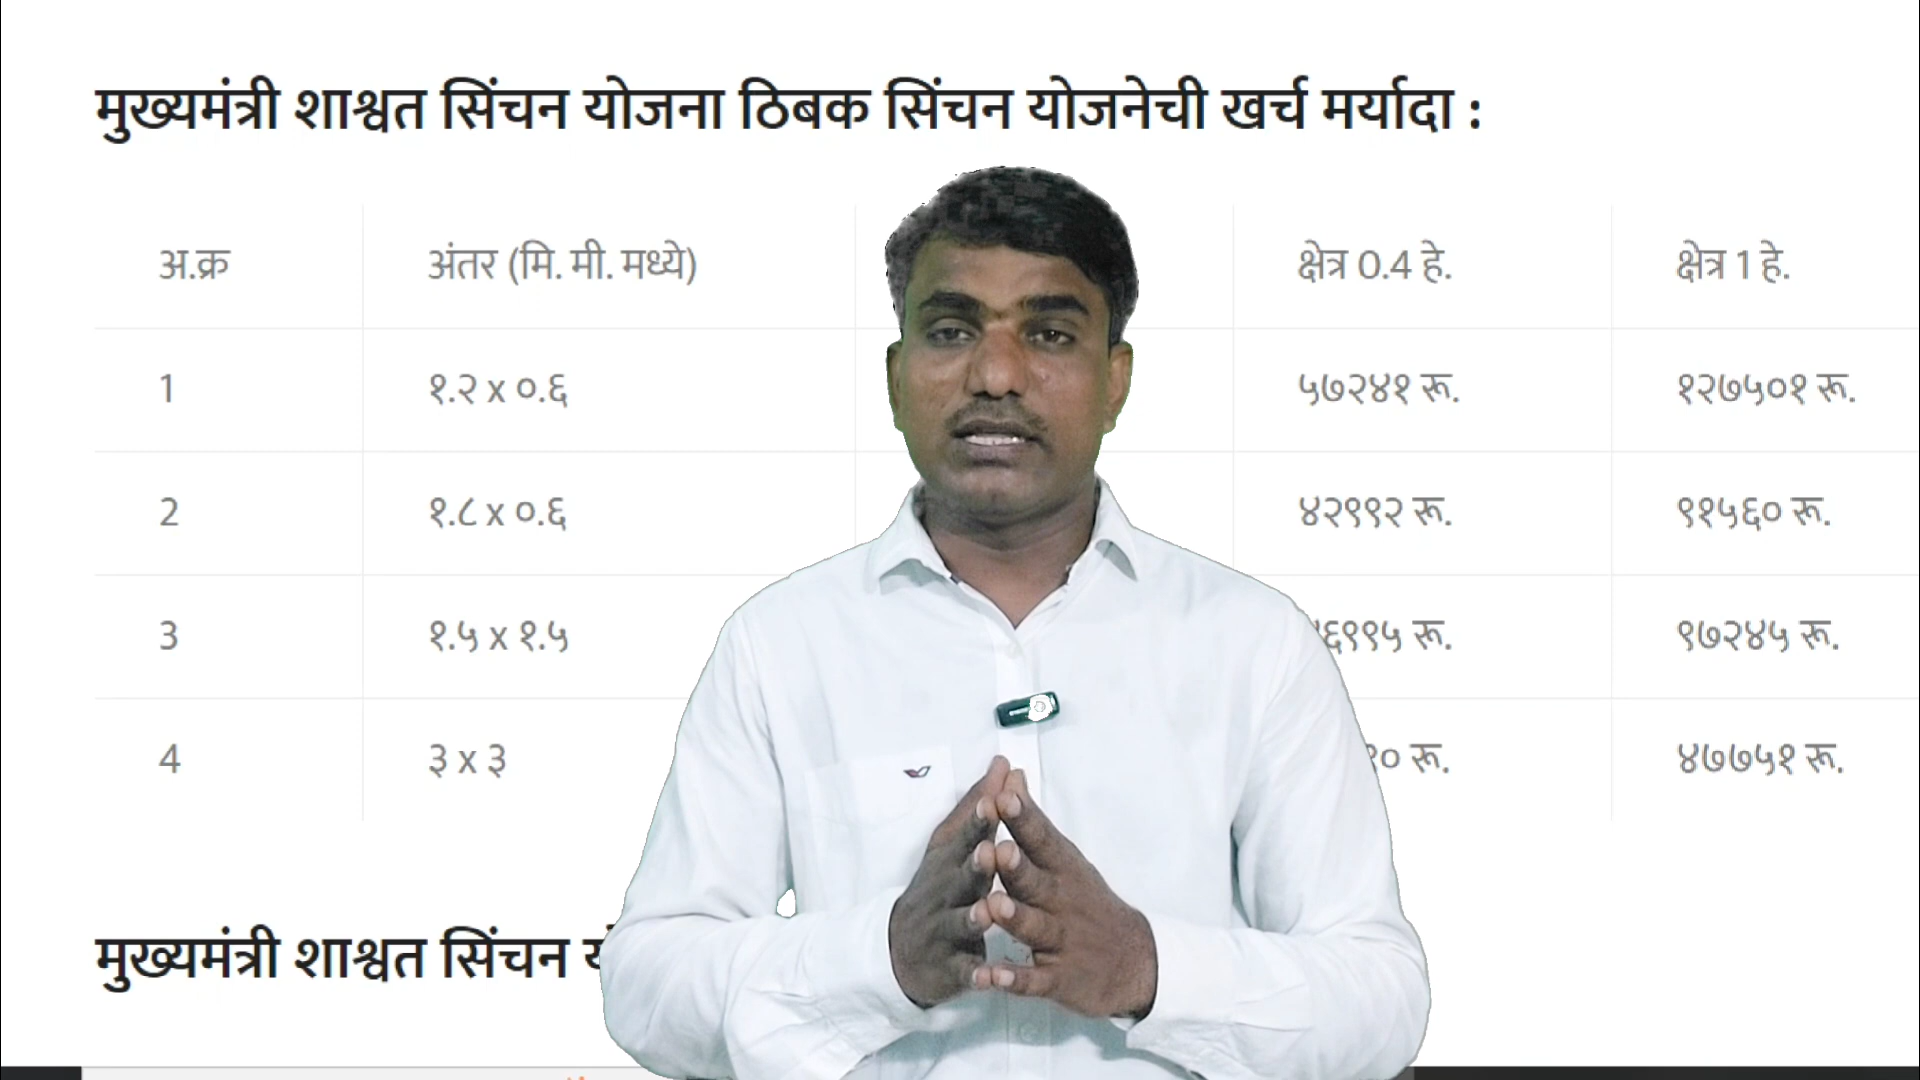 मुख्यमंत्री शाश्वत सिंचन योजना ठिबक सिंचन योजनेची खर्च मर्यादा :
अ.क्र अंतर (मि. मी. मध्ये) क्षेत्र 0.4 हे. क्षेत्र 1 हे.
1 १.२ x ०.६ ५७२४१ रू. १२७५०१ रू.
2 १.८ x ०.६ ४२९९२ रू. ९१५६० रू.
3 १.५ x १.५ रू. ९७२४५ रू.
4 ३ x ३ रू. ४७७५१ रू.
मुख्यमंत्री शाश्वत सिंचन